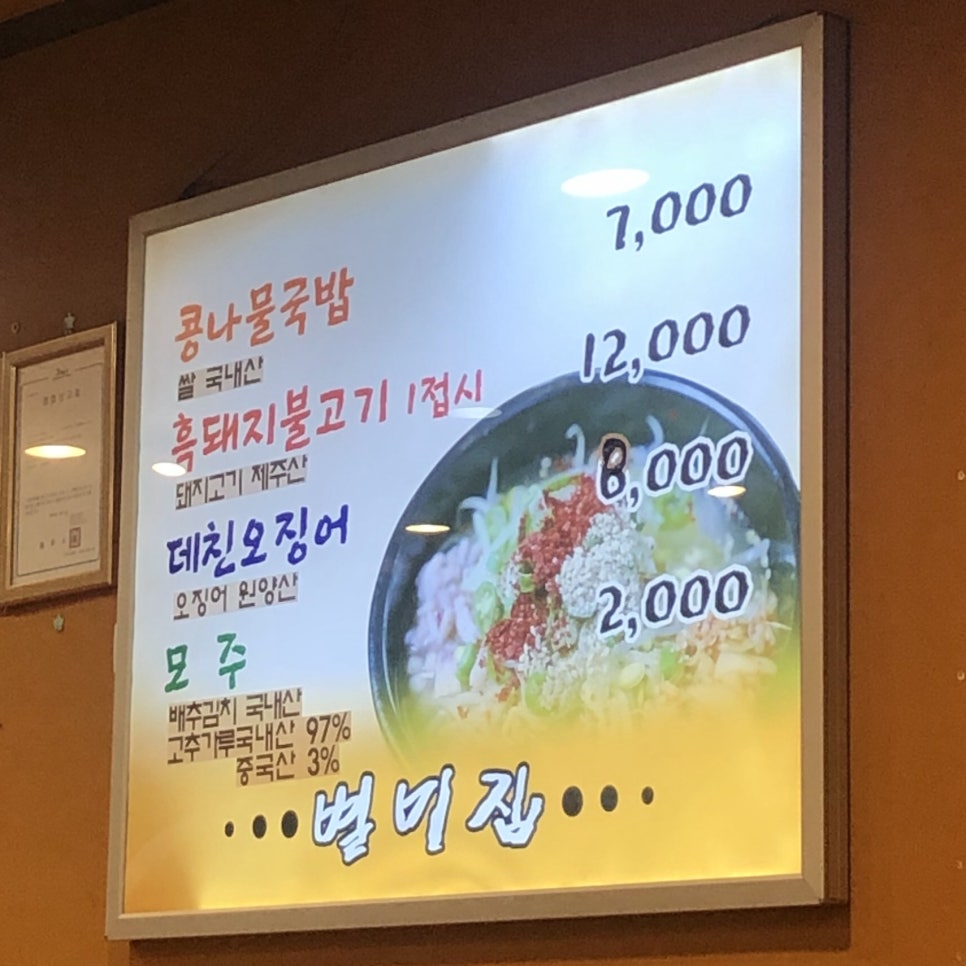 콩나물국밥 7,000
쌀 국내산
흑돼지불고기 1접시 12,000
돼지고기 제주산
데친오징어 8,000
오징어 원양산
모 주 2,000
배추김치 국내산
고추가루국내산 97%
중국산 3%
···별미집···